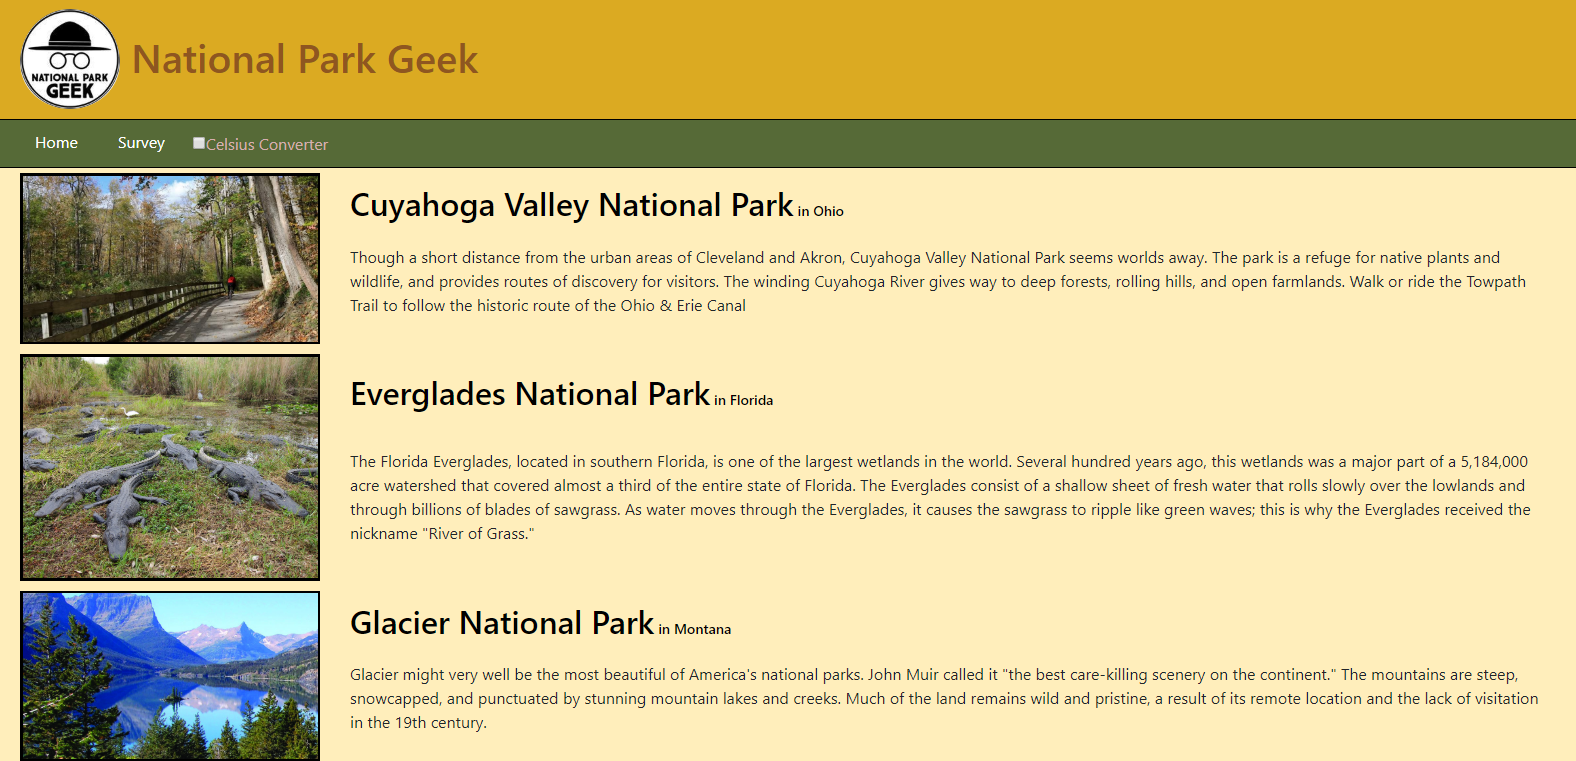 NATIONAL PARK
GEEK
National Park Geek
Home Survey Celsius Converter
Cuyahoga Valley National Park in Ohio
Though a short distance from the urban areas of Cleveland and Akron, Cuyahoga Valley National Park seems worlds away. The park is a refuge for native plants and
wildlife, and provides routes of discovery for visitors. The winding Cuyahoga River gives way to deep forests, rolling hills, and open farmlands. Walk or ride the Towpath
Trail to follow the historic route of the Ohio & Erie Canal
Everglades National Park in Florida
The Florida Everglades, located in southern Florida, is one of the largest wetlands in the world. Several hundred years ago, this wetlands was a major part of a 5,184,000
acre watershed that covered almost a third of the entire state of Florida. The Everglades consist of a shallow sheet of fresh water that rolls slowly over the lowlands and
through billions of blades of sawgrass. As water moves through the Everglades, it causes the sawgrass to ripple like green waves; this is why the Everglades received the
nickname "River of Grass."
Glacier National Park in Montana
Glacier might very well be the most beautiful of America's national parks. John Muir called it "the best care-killing scenery on the continent." The mountains are steep,
snowcapped, and punctuated by stunning mountain lakes and creeks. Much of the land remains wild and pristine, a result of its remote location and the lack of visitation
in the 19th century.